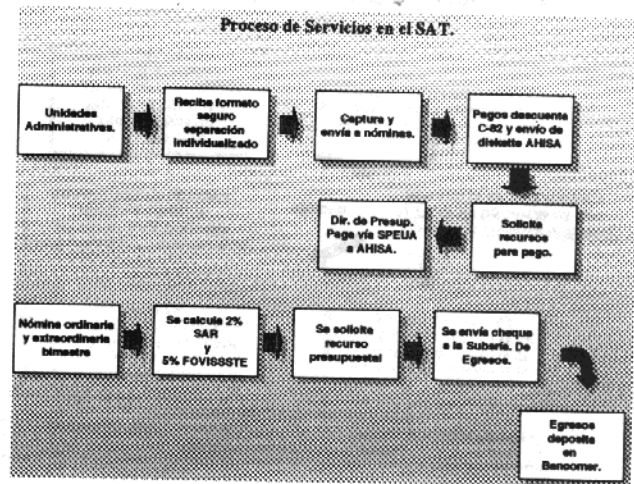 Proceso de Servicios en el SAT.
Unidades
Administrativas.
Recibe formato
seguro
separación
individualizado
Captura y
envía a nóminas.
Pagos descuenta
C-82 y envío de
diskette AHISA
Dir. de Presup.
Paga vía SPEUA
a AHISA.
Solicita
recursos
para pago.
Nómina ordinaria
y extraordinaria
bimestre
Se calcula 2%
SAR
y
5% FOVISSSTE
Se solicita
recurso
presupuestal
Se envía cheque
a la Subaría. De
Egresos.
Egresos
deposita
en
Bancomer.